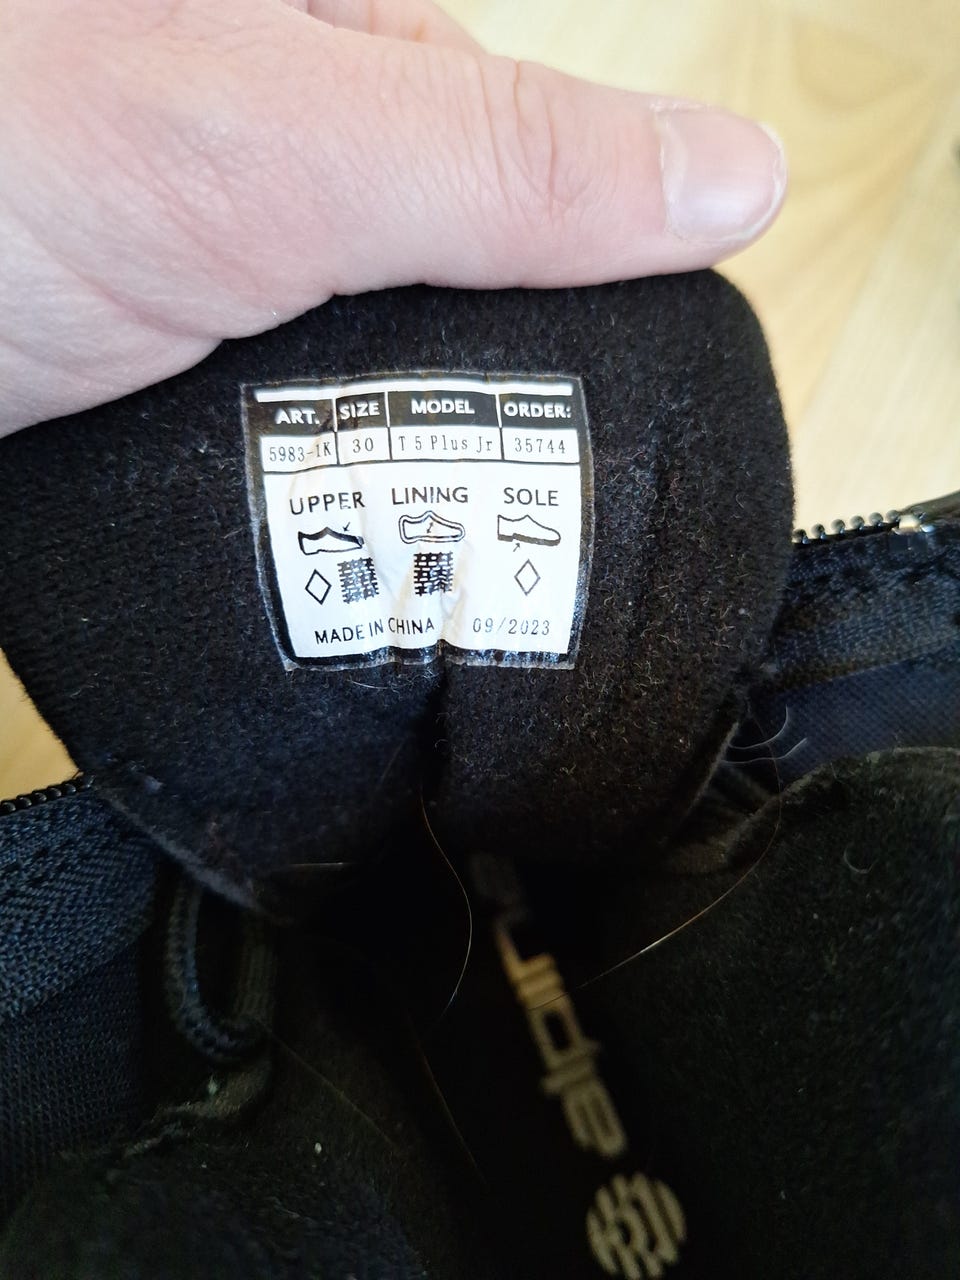 ART. SIZE MODEL ORDER:
5983-1K 30 T 5 Plus Jr 35744
UPPER LINING SOLE
MADE IN CHINA 09/2023